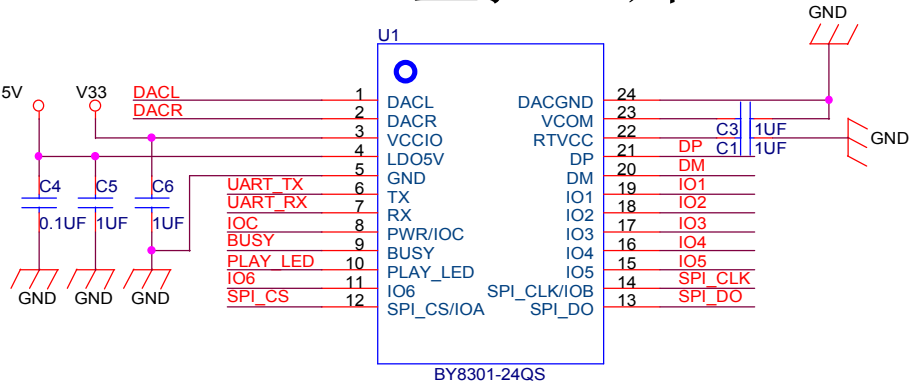 GND
U1
5V
V33
DACL 1 DACL DACGND 24
DACR 2 DACR VCOM 23
3 VCCIO RTVCC 22 C3 1UF
GND
4 LDO5V DP 21 DP C1 1UF
5 GND DM 20 DM
C4 C5 C6
UART_TX 6 TX IO1 19 IO1
UART_RX 7 RX IO2 18 IO2
0.1UF 1UF 1UF
IOC 8 PWR/IOC IO3 17 IO3
BUSY 9 BUSY IO4 16 IO4
PLAY_LED 10 PLAY_LED IO5 15 IO5
IO6 11 IO6 SPI_CLK/IOB 14 SPI_CLK
SPI_CS 12 SPI_CS/IOA SPI_DO 13 SPI_DO
GND GND GND
BY8301-24QS